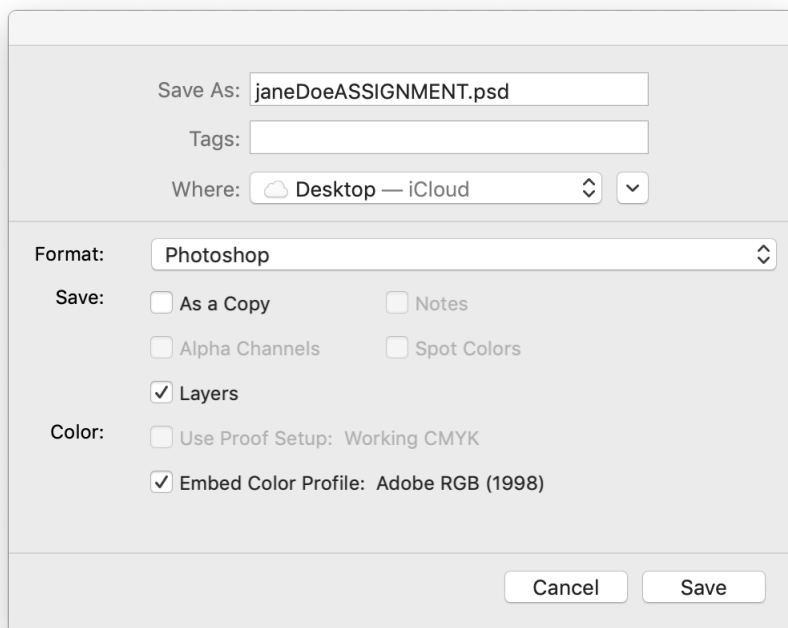 Save As: janeDoeASSIGNMENT.psd
Tags:
Where: Desktop — iCloud
Format: Photoshop
Save: As a Copy Notes
Alpha Channels Spot Colors
Layers
Color: Use Proof Setup: Working CMYK
Embed Color Profile: Adobe RGB (1998)
Cancel Save